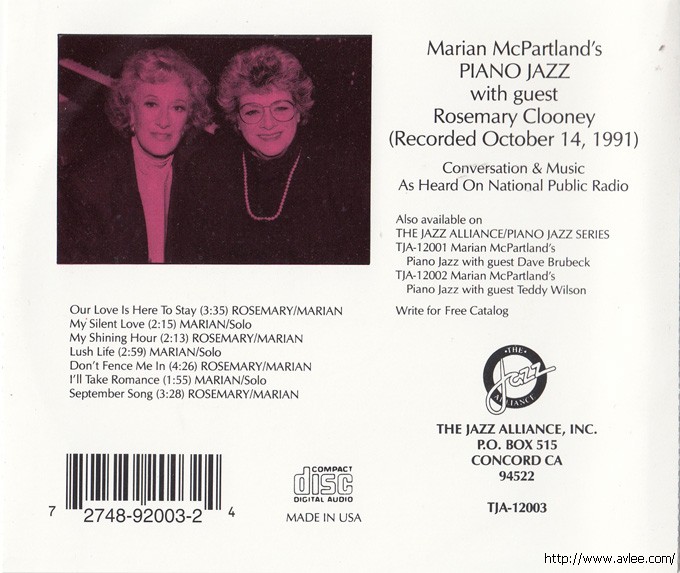 Marian McPartland's
PIANO JAZZ
with guest
Rosemary Clooney
(Recorded October 14, 1991)
Conversation & Music
As Heard On National Public Radio
Also available on
THE JAZZ ALLIANCE/PIANO JAZZ SERIES
TJA-12001 Marian McPartland's
Piano Jazz with guest Dave Brubeck
TJA-12002 Marian McPartland's
Piano Jazz with guest Teddy Wilson
Write for Free Catalog
Our Love Is Here To Stay (3:35) ROSEMARY/MARIAN
My Silent Love (2:15) MARIAN/Solo
My Shining Hour (2:13) ROSEMARY/MARIAN
Lush Life (2:59) MARIAN/Solo
Don't Fence Me In (4:26) ROSEMARY/MARIAN
I'll Take Romance (1:55) MARIAN/Solo
September Song (3:28) ROSEMARY/MARIAN
·THE·
Jazz
ALLIANCE
THE JAZZ ALLIANCE, INC.
P.O. BOX 515
CONCORD CA
94522
TJA-12003
7 2748-92003-2 4
COMPACT
disc
DIGITAL AUDIO
MADE IN USA
http://www.avlee.com/